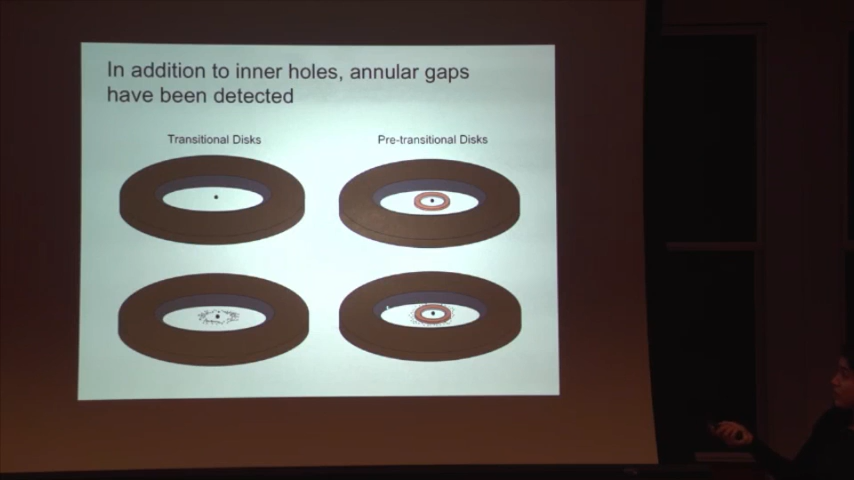 In addition to inner holes, annular gaps
have been detected
Transitional Disks
Pre-transitional Disks